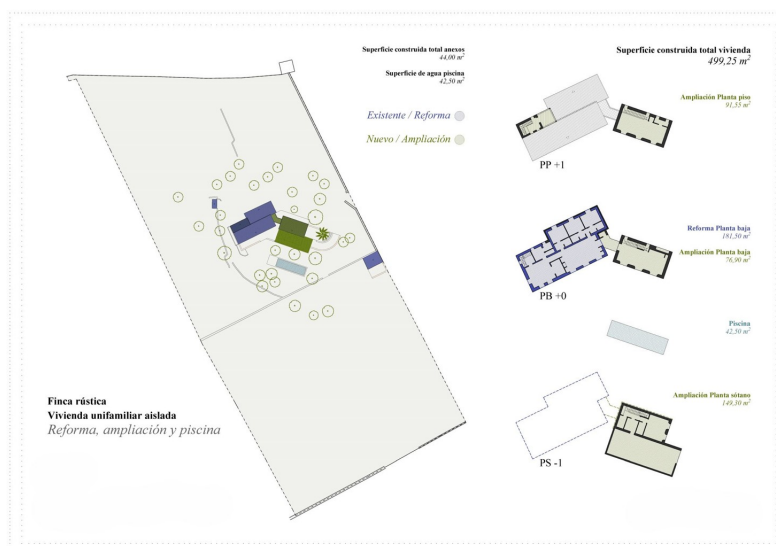 Superficie construida total anexos
44,00 m²
Superficie de agua piscina
42,50 m²
Existente / Reforma
Nuevo / Ampliación
Superficie construida total vivienda
499,25 m²
Ampliación Planta piso
91,55 m²
PP +1
Reforma Planta baja
181,50 m²
Ampliación Planta baja
76,90 m²
PB +0
Piscina
42,50 m²
Ampliación Planta sótano
149,30 m²
PS -1
Finca rústica
Vivienda unifamiliar aislada
Reforma, ampliación y piscina